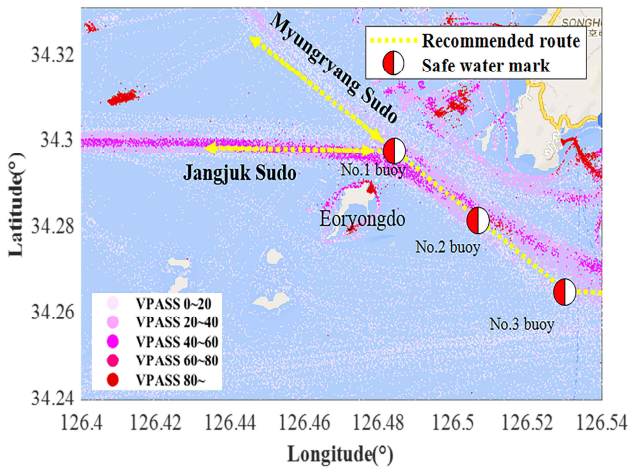 SONGHO
Recommended route
Safe water mark
Myungryang Sudo
Jangjuk Sudo
No.1 buoy
Eoryongdo
No.2 buoy
No.3 buoy
VPASS 0~20
VPASS 20~40
VPASS 40~60
VPASS 60~80
VPASS 80~
Latitude(°)
34.32
34.3
34.28
34.26
34.24
126.4
126.42
126.44
126.46
126.48
126.5
126.52
126.54
Longitude(°)